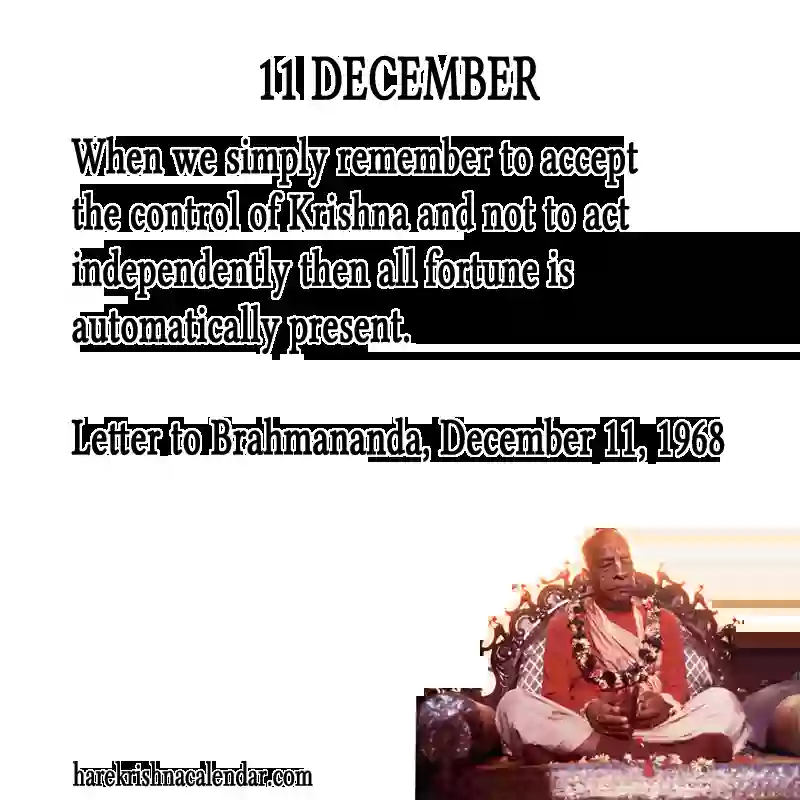 11 DECEMBER
When we simply remember to accept
the control of Krishna and not to act
independently then all fortune is
automatically present.
Letter to Brahmananda, December 11, 1968
harekrishnacalendar.com